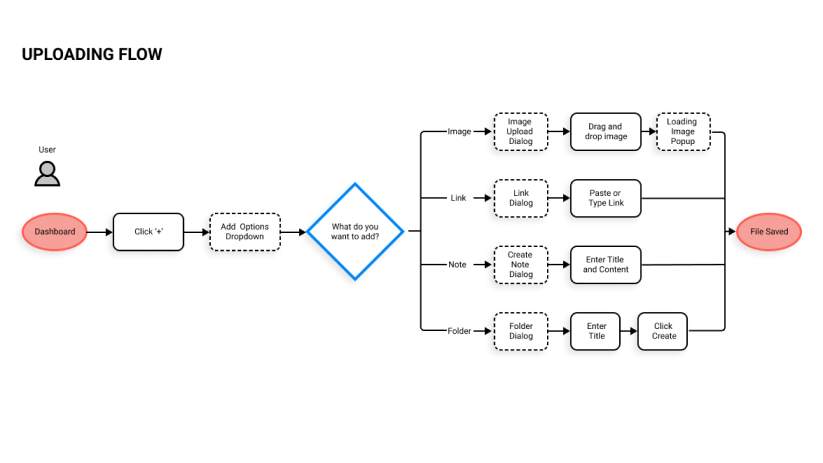 UPLOADING FLOW
User
Dashboard
Click '+'
Add Options
Dropdown
What do you
want to add?
Image
Image
Upload
Dialog
Drag and
drop image
Loading
Image
Popup
Link
Link
Dialog
Paste or
Type Link
Note
Create
Note
Dialog
Enter Title
and Content
Folder
Folder
Dialog
Enter
Title
Click
Create
File Saved